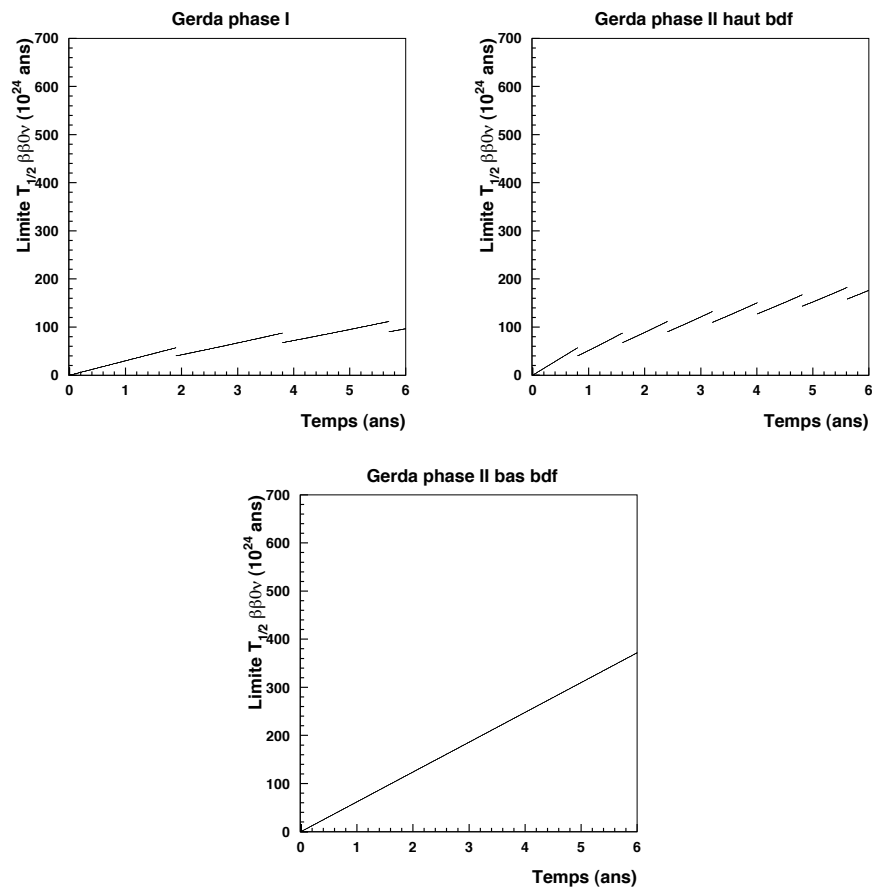 Gerda phase I
Limite T1/2 ββ0ν (10^24 ans)
700
600
500
400
300
200
100
0
0 1 2 3 4 5 6
Temps (ans)
Gerda phase II haut bdf
Limite T1/2 ββ0ν (10^24 ans)
700
600
500
400
300
200
100
0
0 1 2 3 4 5 6
Temps (ans)
Gerda phase II bas bdf
Limite T1/2 ββ0ν (10^24 ans)
700
600
500
400
300
200
100
0
0 1 2 3 4 5 6
Temps (ans)